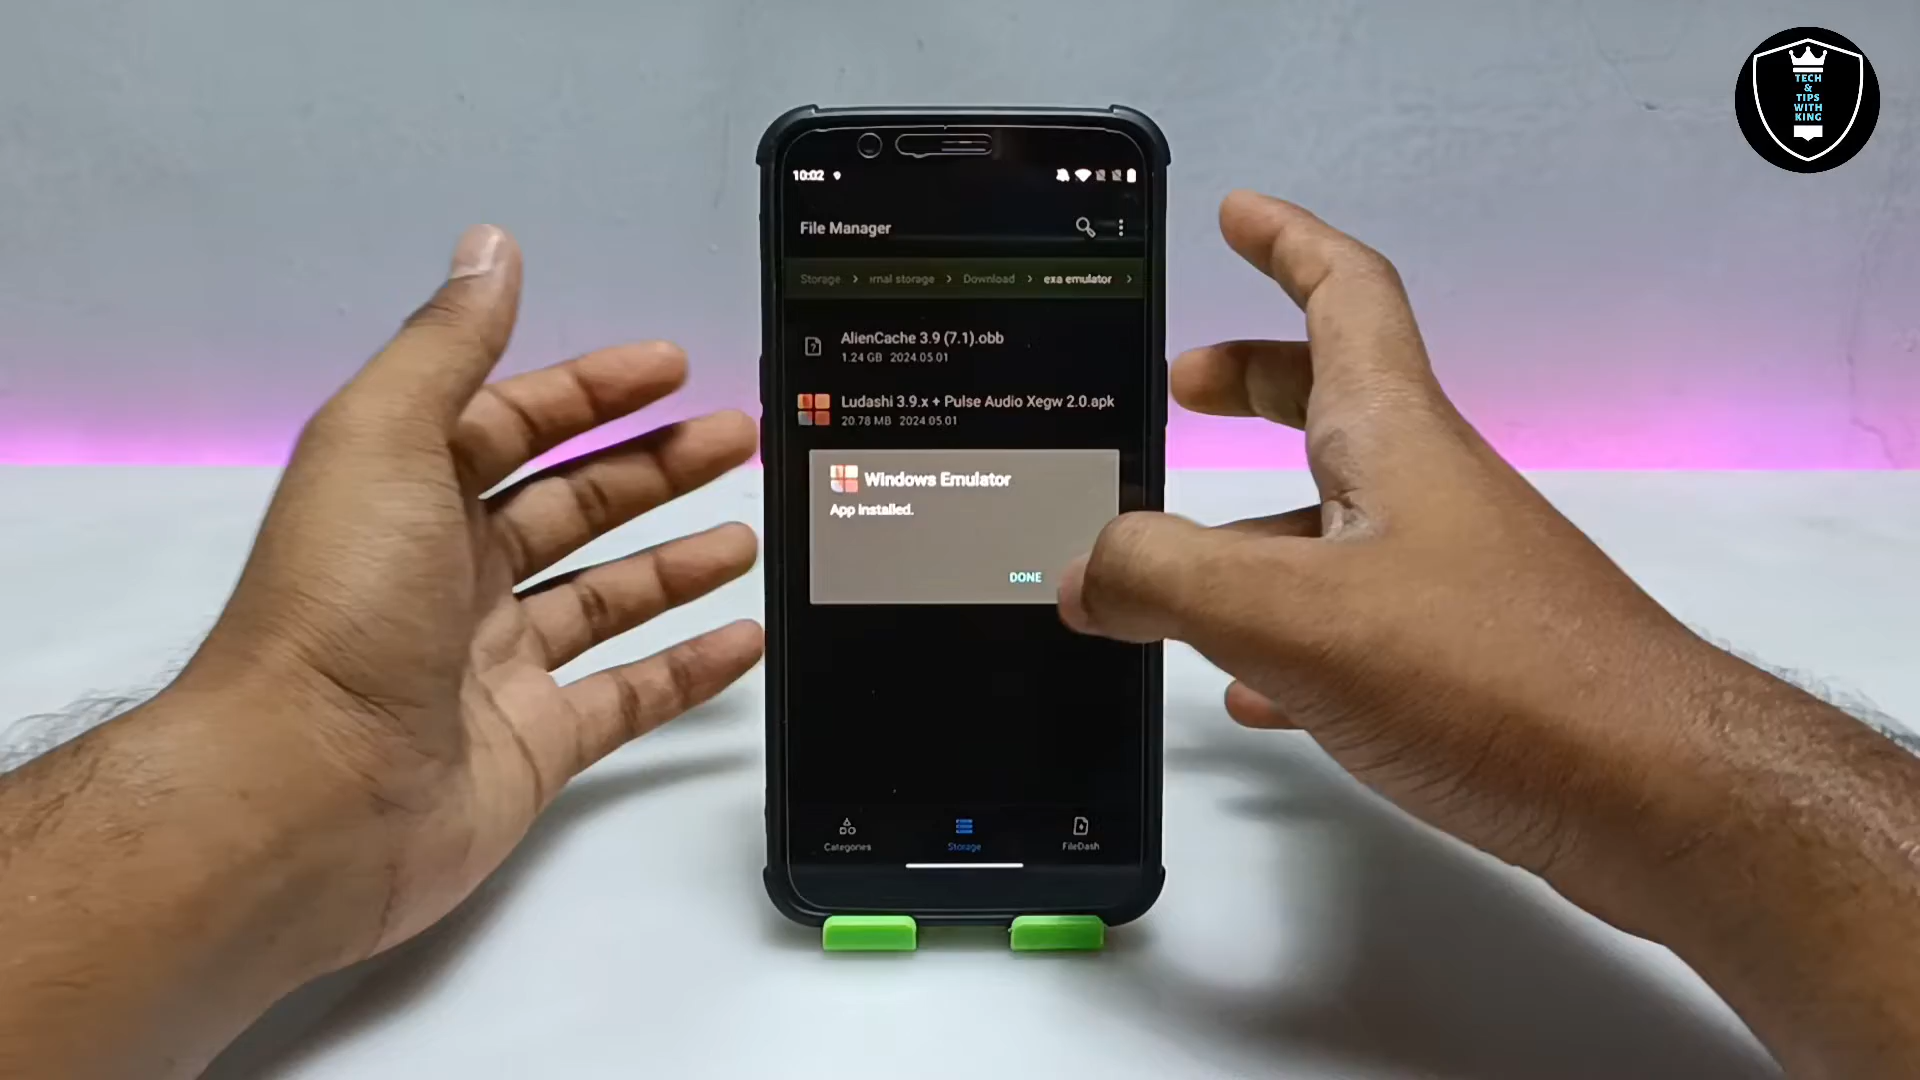 TECH
&
TIPS
WITH
KING
10:02
File Manager
Storage > rnal storage > Download > exa emulator >
AlienCache 3.9 (7.1).obb
1.24 GB 2024.05.01
Ludashi 3.9.x + Pulse Audio Xegw 2.0.apk
20.78 MB 2024.05.01
Windows Emulator
App installed.
DONE
Categories Storage FileDash